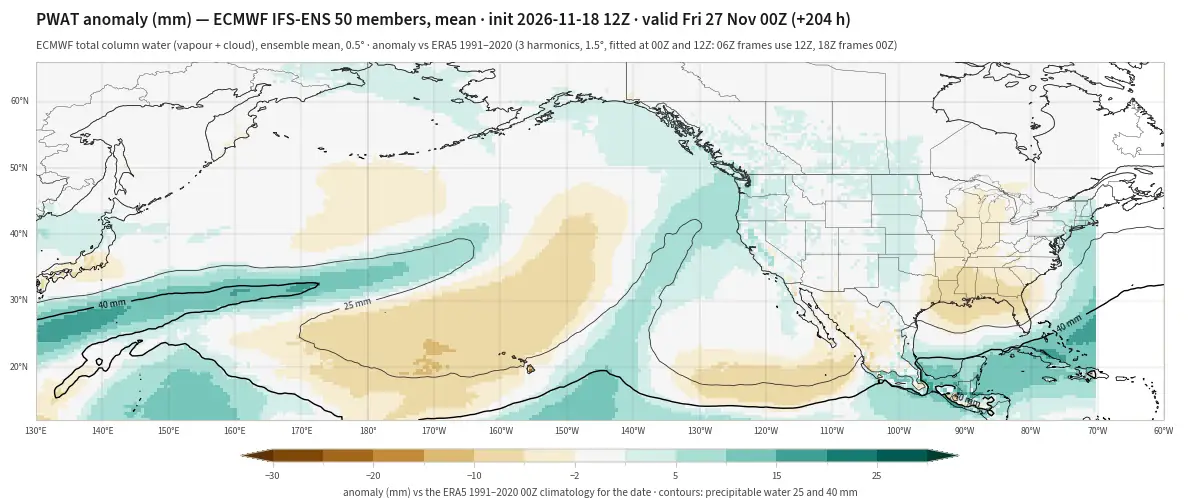 PWAT anomaly (mm) — ECMWF IFS-ENS 50 members, mean · init 2026-11-18 12Z · valid Fri 27 Nov 00Z (+204 h)
ECMWF total column water (vapour + cloud), ensemble mean, 0.5° · anomaly vs ERA5 1991–2020 (3 harmonics, 1.5°, fitted at 00Z and 12Z: 06Z frames use 12Z, 18Z frames 00Z)
60°N
50°N
40°N
30°N
20°N
40 mm
25 mm
40 mm
40 mm
130°E 140°E 150°E 160°E 170°E 180° 170°W 160°W 150°W 140°W 130°W 120°W 110°W 100°W 90°W 80°W 70°W 60°W
−30 −20 −10 −2 5 15 25
anomaly (mm) vs the ERA5 1991–2020 00Z climatology for the date · contours: precipitable water 25 and 40 mm